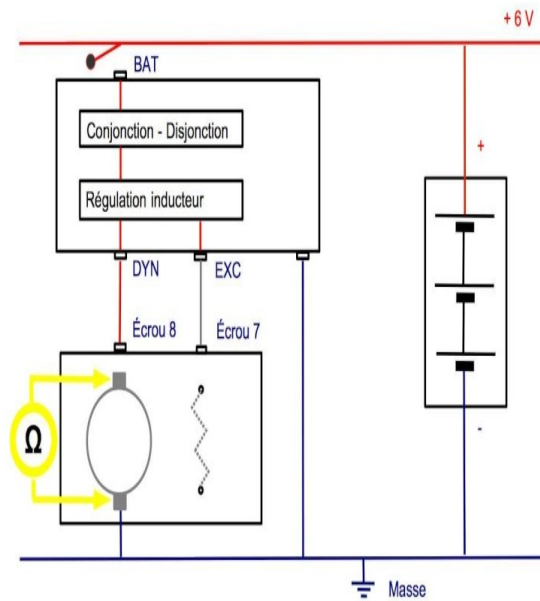 + 6 V
BAT
Conjonction - Disjonction
+
Régulation inducteur
DYN
EXC
Écrou 8
Écrou 7
Ω
-
Masse